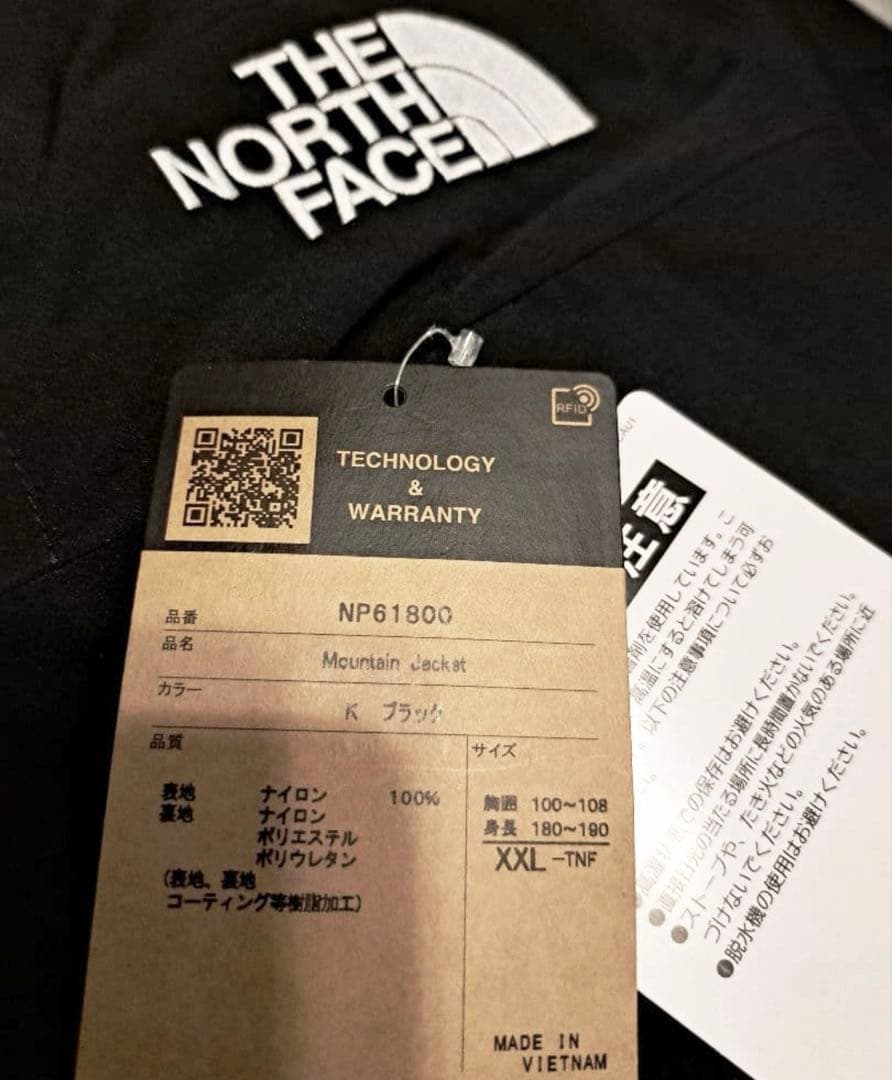 THE
NORTH
FACE
RFID
TECHNOLOGY
&
WARRANTY
品番 NP61800
品名
Mountain Jacket
カラー
K ブラック
品質
サイズ
表地 ナイロン 100%
裏地 ナイロン
ポリエステル
ポリウレタン
(表地、裏地
コーティング等樹脂加工)
胸囲 100~108
身長 180~190
XXL-TNF
MADE IN
VIETNAM
注意
剤を使用しています。こ
高温にすると溶けてしまう可
以下の注意事項について必ずお
での保存はお避けください。
●直接日光の当たる場所に長時間置かないでください。
●ストーブや、たき火などの火気のある場所に近
づけないでください。
●脱水機の使用はお避けください。